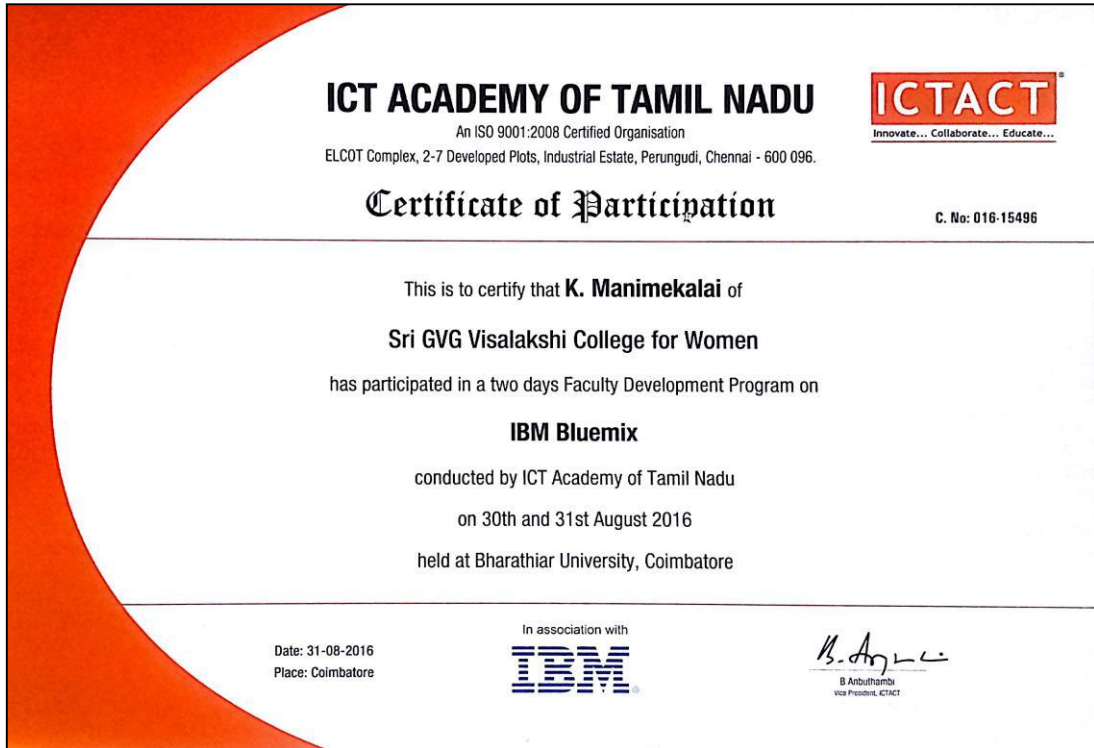 ICT ACADEMY OF TAMIL NADU
An ISO 9001:2008 Certified Organisation
ELCOT Complex, 2-7 Developed Plots, Industrial Estate, Perungudi, Chennai - 600 096.
ICTACT®
Innovate... Collaborate... Educate...
Certificate of Participation
C. No: 016-15496
This is to certify that K. Manimekalai of
Sri GVG Visalakshi College for Women
has participated in a two days Faculty Development Program on
IBM Bluemix
conducted by ICT Academy of Tamil Nadu
on 30th and 31st August 2016
held at Bharathiar University, Coimbatore
Date: 31-08-2016
Place: Coimbatore
In association with
IBM
B Anbuthambi
Vice President, ICTACT